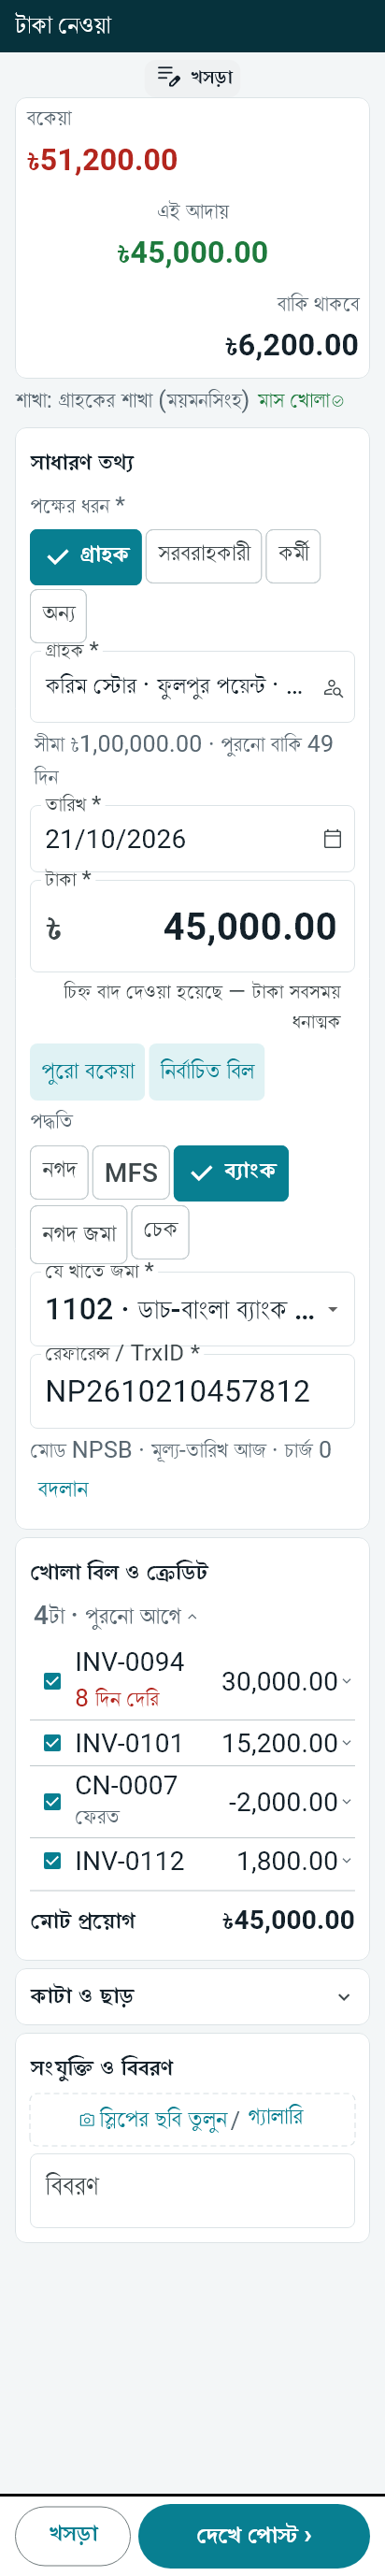 টাকা নেওয়া
খসড়া
বকেয়া
৳51,200.00
এই আদায়
৳45,000.00
বাকি থাকবে
৳6,200.00
শাখা: গ্রাহকের শাখা (ময়মনসিংহ) মাস খোলা
সাধারণ তথ্য
পক্ষের ধরন *
গ্রাহক সরবরাহকারী কর্মী
অন্য
গ্রাহক *
করিম স্টোর · ফুলপুর পয়েন্ট · ...
সীমা ৳1,00,000.00 · পুরনো বাকি 49
দিন
তারিখ *
21/10/2026
টাকা *
৳ 45,000.00
চিহ্ন বাদ দেওয়া হয়েছে — টাকা সবসময়
ধনাত্মক
পুরো বকেয়া নির্বাচিত বিল
পদ্ধতি
নগদ MFS ব্যাংক
নগদ জমা চেক
যে খাতে জমা *
1102 · ডাচ-বাংলা ব্যাংক ...
রেফারেন্স / TrxID *
NP2610210457812
মোড NPSB · মূল্য-তারিখ আজ · চার্জ 0
বদলান
খোলা বিল ও ক্রেডিট
4টা · পুরনো আগে
INV-0094 30,000.00
8 দিন দেরি
INV-0101 15,200.00
CN-0007 -2,000.00
ফেরত
INV-0112 1,800.00
মোট প্রয়োগ ৳45,000.00
কাটা ও ছাড়
সংযুক্তি ও বিবরণ
স্লিপের ছবি তুলুন / গ্যালারি
বিবরণ
খসড়া দেখে পোস্ট ›